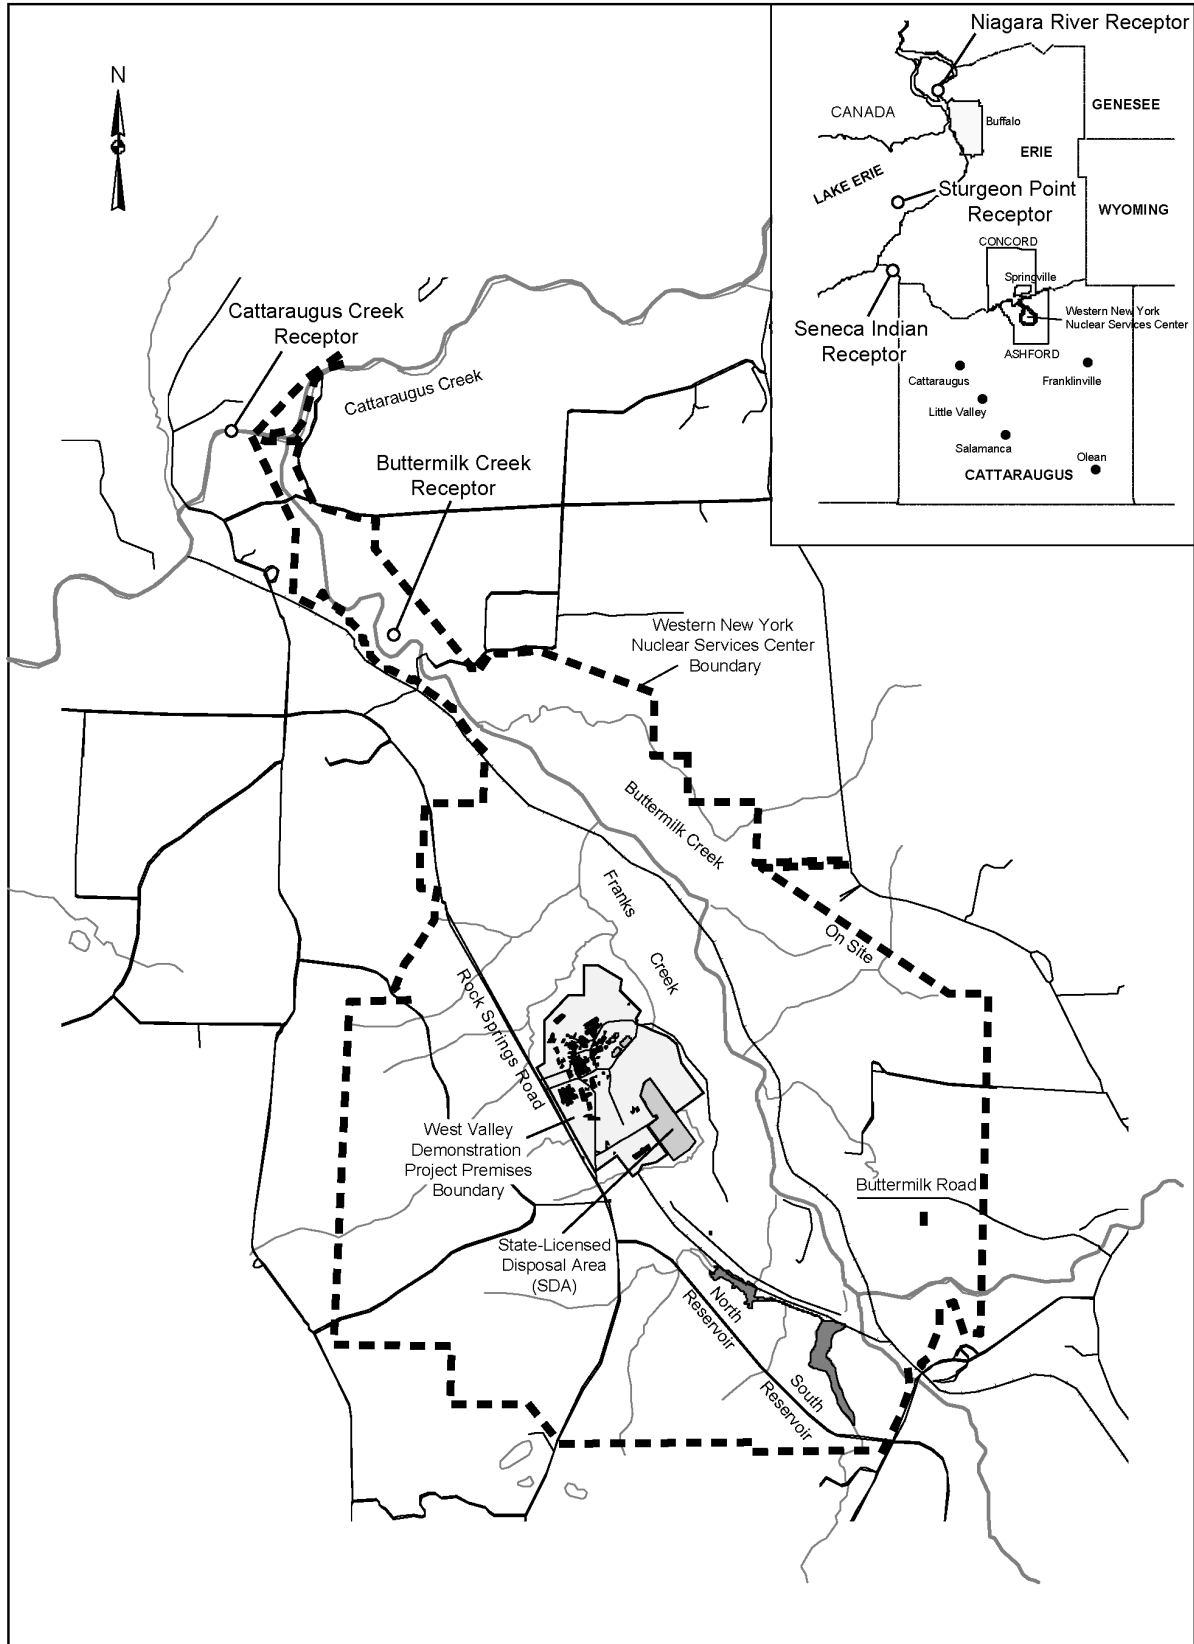 Niagara River Receptor
CANADA
GENESEE
Buffalo
ERIE
LAKE ERIE
Sturgeon Point
Receptor
WYOMING
CONCORD
Springville
Western New York
Nuclear Services Center
Seneca Indian
Receptor
ASHFORD
Cattaraugus
Franklinville
Little Valley
Salamanca
Olean
CATTARAUGUS
N
Cattaraugus Creek
Receptor
Cattaraugus Creek
Buttermilk Creek
Receptor
Western New York
Nuclear Services Center
Boundary
Buttermilk Creek
Franks
Creek
On Site
Rock Springs Road
West Valley
Demonstration
Project Premises
Boundary
Buttermilk Road
State-Licensed
Disposal Area
(SDA)
North
Reservoir
South
Reservoir